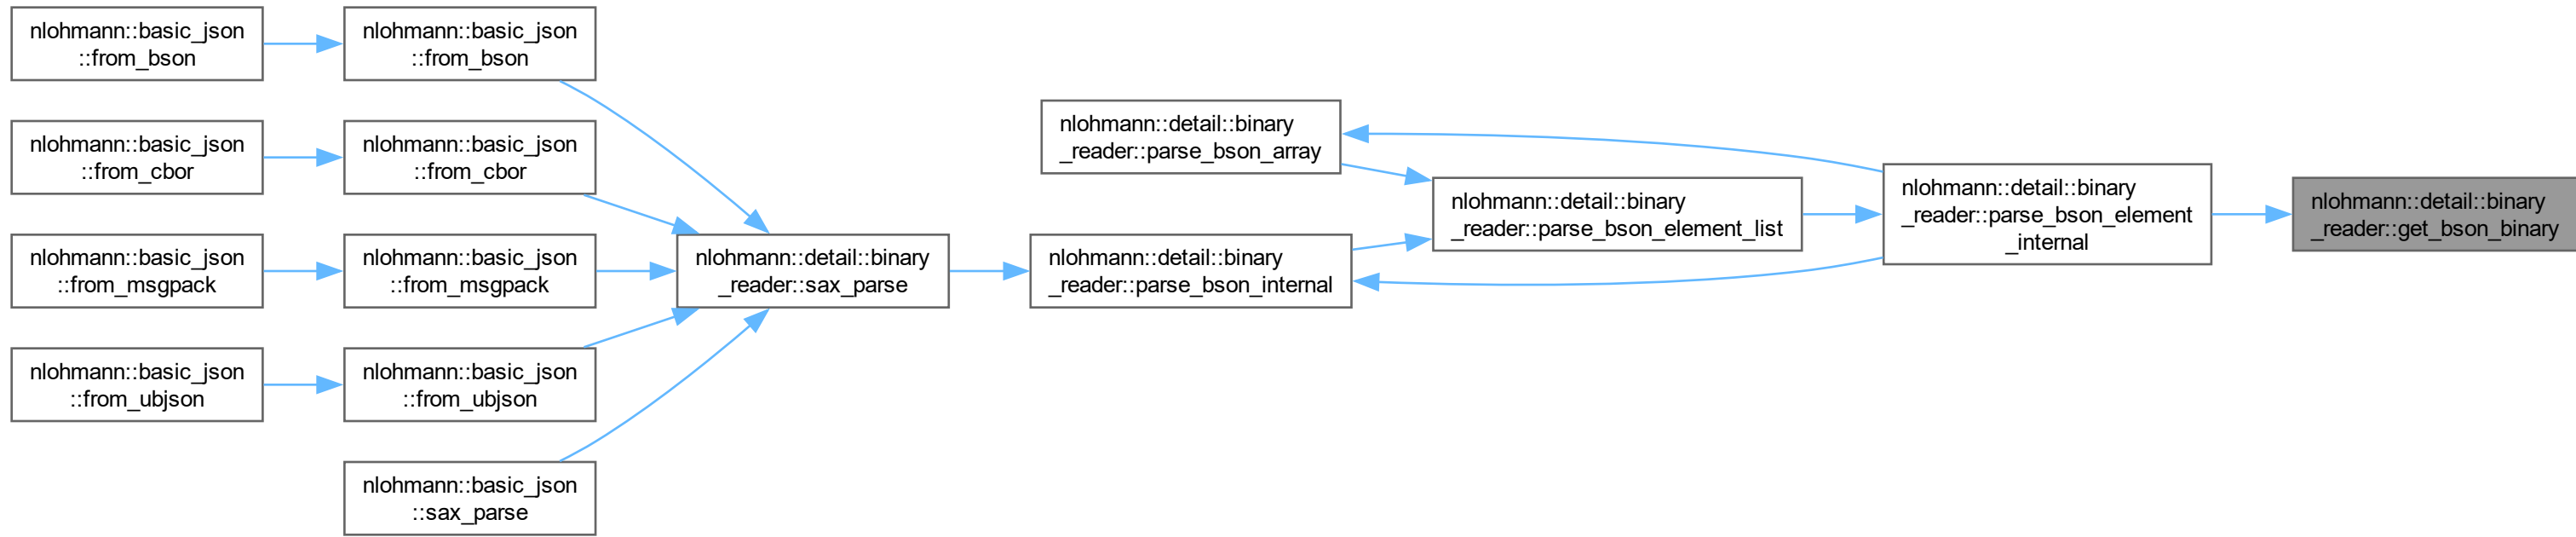 nlohmann::basic_json
::from_bson
nlohmann::basic_json
::from_bson
nlohmann::basic_json
::from_cbor
nlohmann::basic_json
::from_cbor
nlohmann::basic_json
::from_msgpack
nlohmann::basic_json
::from_msgpack
nlohmann::basic_json
::from_ubjson
nlohmann::basic_json
::from_ubjson
nlohmann::basic_json
::sax_parse
nlohmann::detail::binary
_reader::sax_parse
nlohmann::detail::binary
_reader::parse_bson_array
nlohmann::detail::binary
_reader::parse_bson_internal
nlohmann::detail::binary
_reader::parse_bson_element_list
nlohmann::detail::binary
_reader::parse_bson_element
_internal
nlohmann::detail::binary
_reader::get_bson_binary